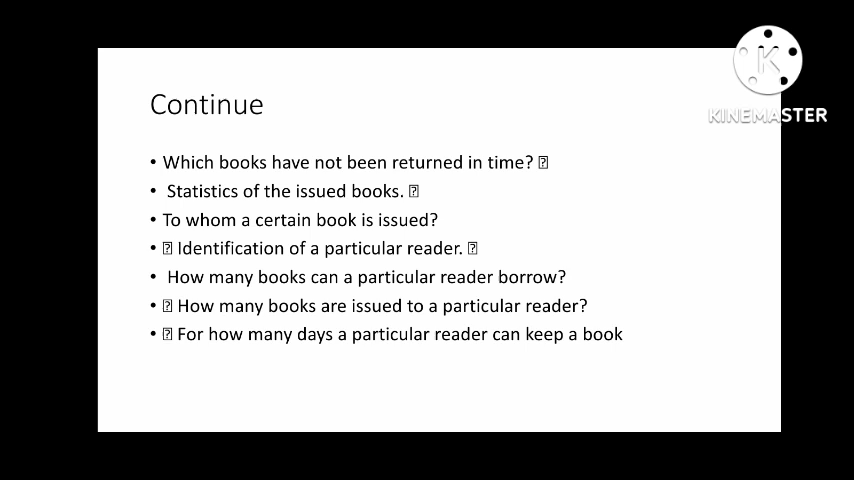 Continue
• Which books have not been returned in time? ⍰
• Statistics of the issued books. ⍰
• To whom a certain book is issued?
• ⍰ Identification of a particular reader. ⍰
• How many books can a particular reader borrow?
• ⍰ How many books are issued to a particular reader?
• ⍰ For how many days a particular reader can keep a book
KINEMASTER